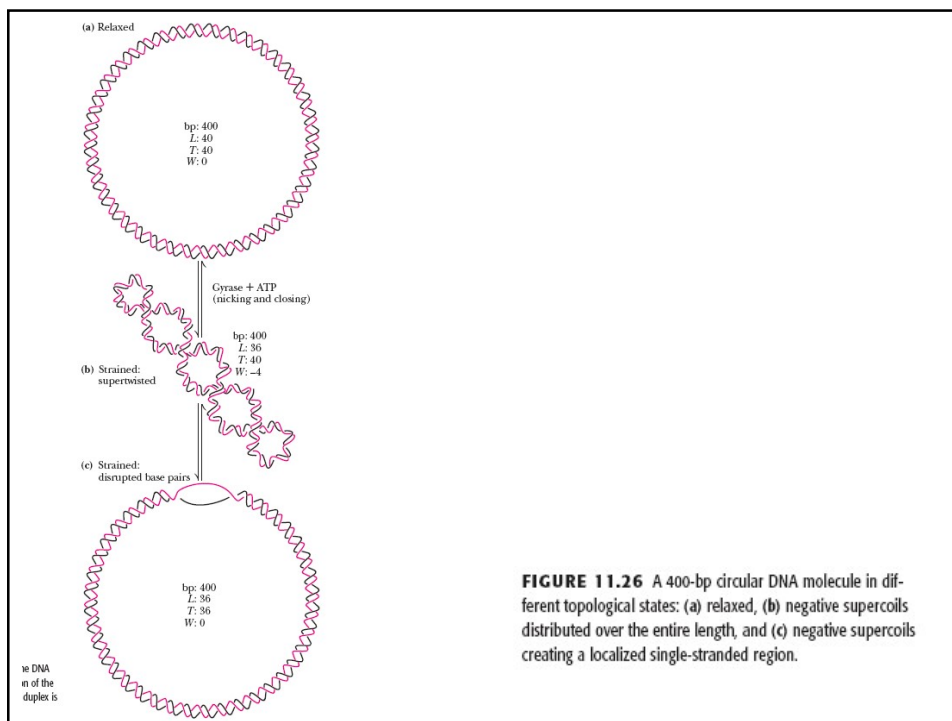 (a) Relaxed
bp: 400
L: 40
T: 40
W: 0
Gyrase + ATP
(nicking and closing)
bp: 400
L: 36
T: 40
W: –4
(b) Strained:
supertwisted
(c) Strained:
disrupted base pairs
bp: 400
L: 36
T: 36
W: 0
FIGURE 11.26 A 400-bp circular DNA molecule in dif-
ferent topological states: (a) relaxed, (b) negative supercoils
distributed over the entire length, and (c) negative supercoils
creating a localized single-stranded region.
DNA
of the
duplex is